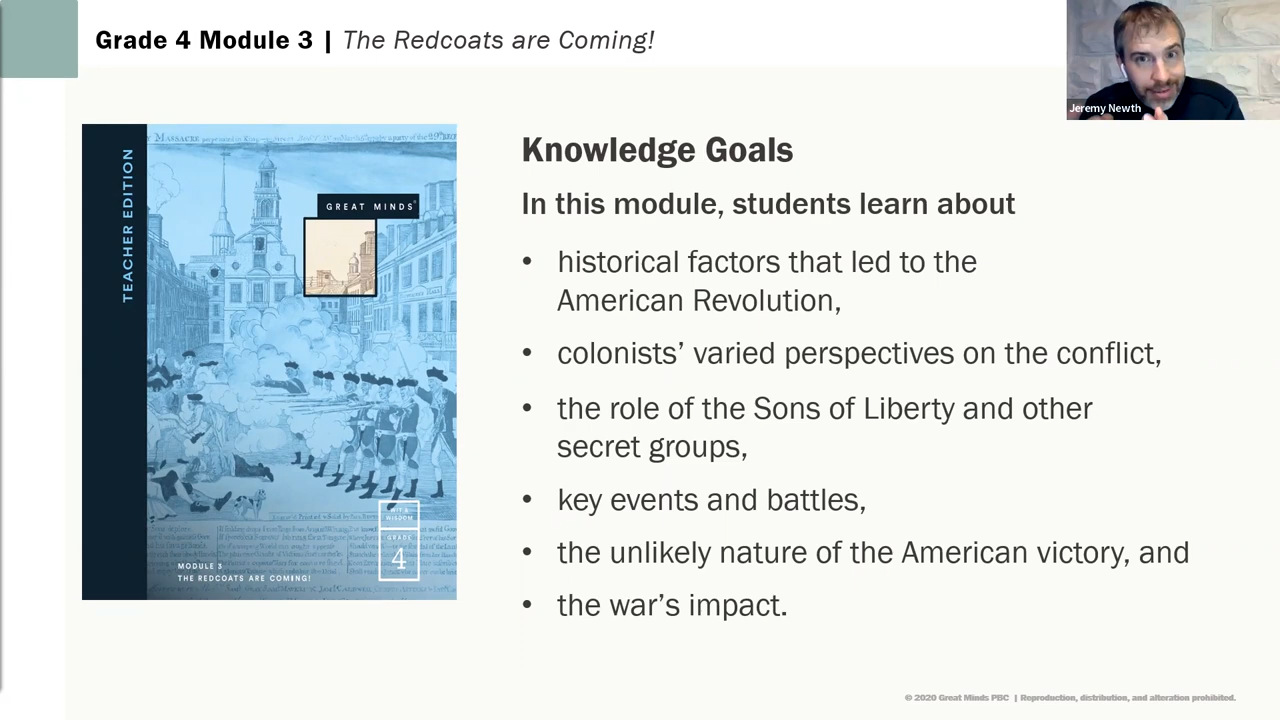 Grade 4 Module 3 | The Redcoats are Coming!
Jeremy Newth
TEACHER EDITION
GREAT MINDS
WIT &
WISDOM
GRADE
4
MODULE 3
THE REDCOATS ARE COMING!
Knowledge Goals
In this module, students learn about
• historical factors that led to the
American Revolution,
• colonists’ varied perspectives on the conflict,
• the role of the Sons of Liberty and other
secret groups,
• key events and battles,
• the unlikely nature of the American victory, and
• the war’s impact.
© 2020 Great Minds PBC | Reproduction, distribution, and alteration prohibited.